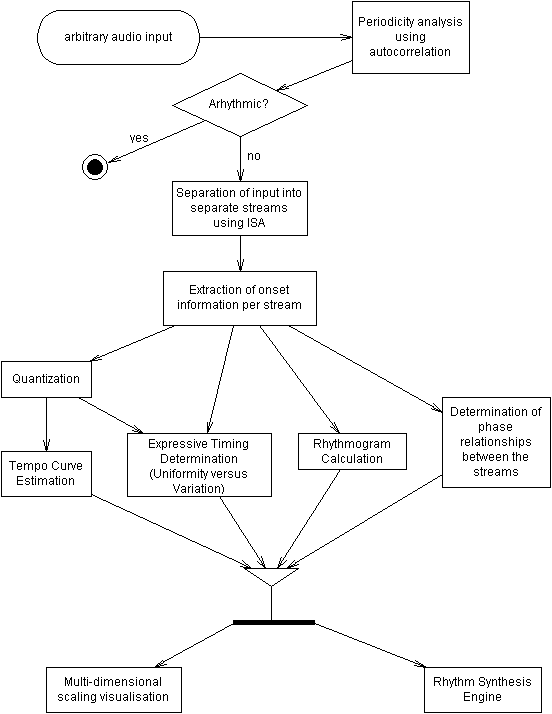 arbitrary audio input
Periodicity analysis
using
autocorrelation
Arhythmic?
yes
no
Separation of input into
separate streams
using ISA
Extraction of onset
information per stream
Quantization
Tempo Curve
Estimation
Expressive Timing
Determination
(Uniformity versus
Variation)
Rhythmogram
Calculation
Determination of
phase
relationships
between the
streams
Multi-dimensional
scaling visualisation
Rhythm Synthesis
Engine